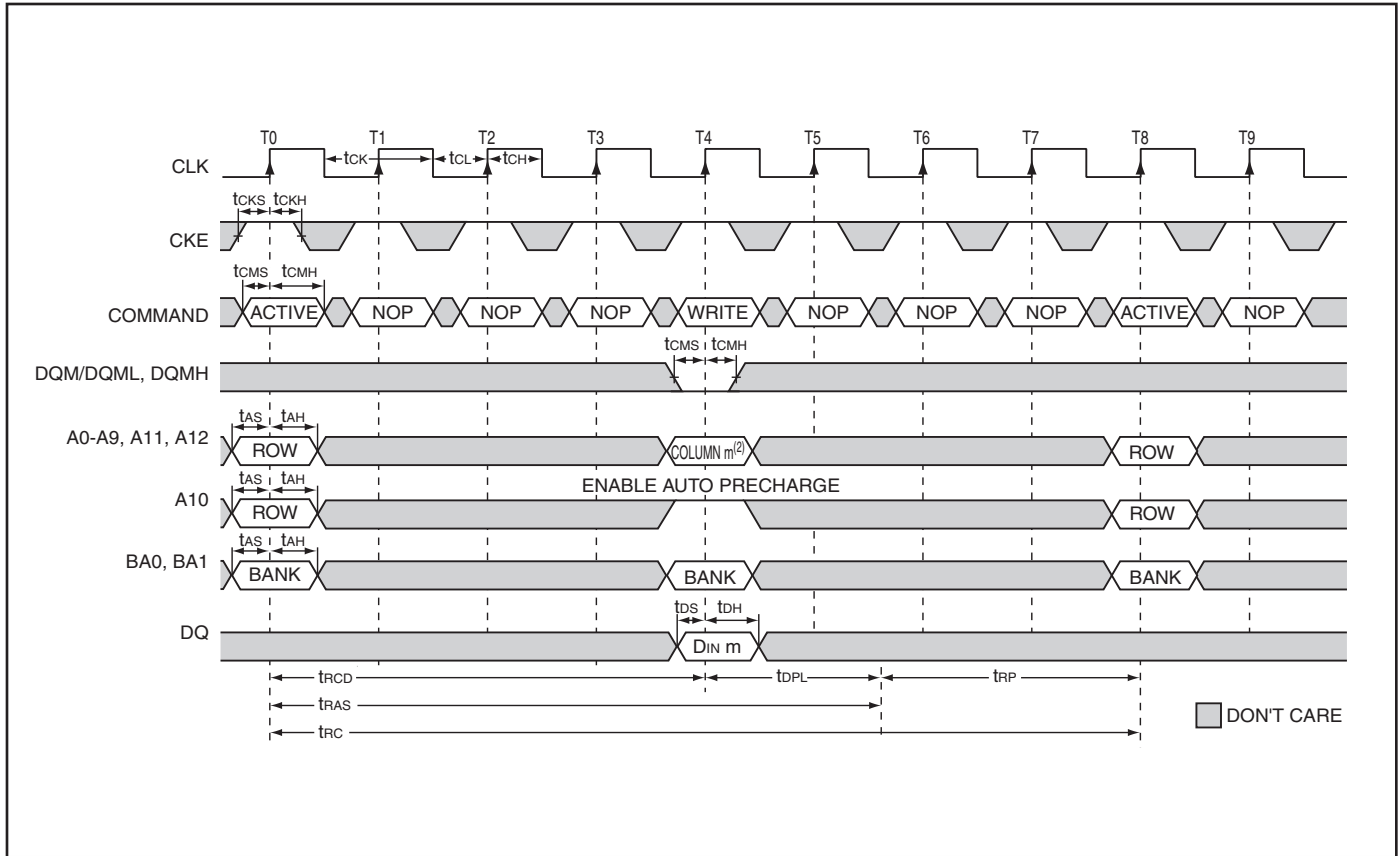 T0 T1 T2 T3 T4 T5 T6 T7 T8 T9
CLK tCK tCL tCH
tCKS tCKH
CKE
tCMS tCMH
COMMAND ACTIVE NOP NOP NOP WRITE NOP NOP NOP ACTIVE NOP
tCMS tCMH
DQM/DQML, DQMH
tAS tAH
A0-A9, A11, A12 ROW COLUMN m(2) ROW
tAS tAH ENABLE AUTO PRECHARGE
A10 ROW ROW
tAS tAH
BA0, BA1 BANK BANK BANK
tDS tDH
DQ DIN m
tRCD tDPL tRP
tRAS
DON'T CARE
tRC